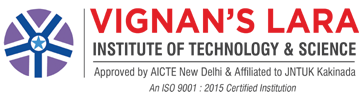 VIGNAN'S LARA
INSTITUTE OF TECHNOLOGY & SCIENCE
Approved by AICTE New Delhi & Affiliated to JNTUK Kakinada
An ISO 9001 : 2015 Certified Institution